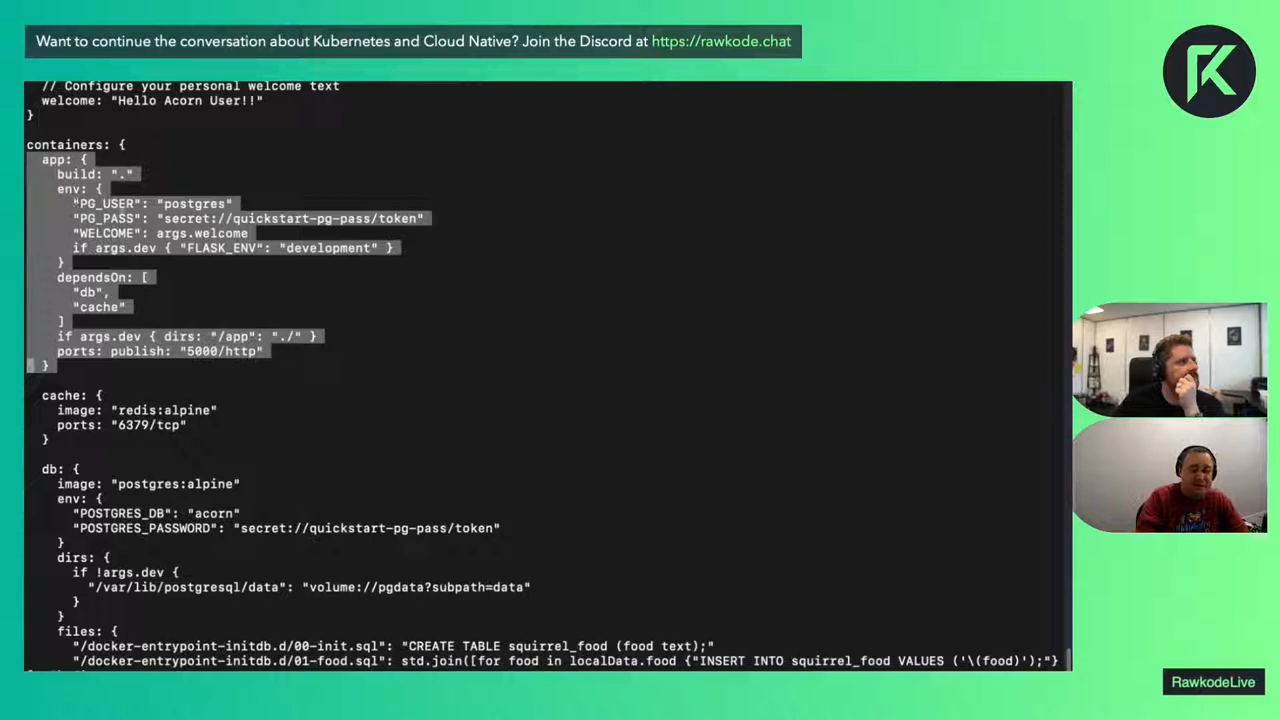 Want to continue the conversation about Kubernetes and Cloud Native? Join the Discord at https://rawkode.chat
// Configure your personal welcome text
welcome: "Hello Acorn User!!"
}
containers: {
app: {
build: "."
env: {
"PG_USER": "postgres"
"PG_PASS": "secret://quickstart-pg-pass/token"
"WELCOME": args.welcome
if args.dev { "FLASK_ENV": "development" }
}
dependsOn: [
"db",
"cache"
]
if args.dev { dirs: "/app": "./" }
ports: publish: "5000/http"
}
cache: {
image: "redis:alpine"
ports: "6379/tcp"
}
db: {
image: "postgres:alpine"
env: {
"POSTGRES_DB": "acorn"
"POSTGRES_PASSWORD": "secret://quickstart-pg-pass/token"
}
dirs: {
if !args.dev {
"/var/lib/postgresql/data": "volume://pgdata?subpath=data"
}
}
files: {
"/docker-entrypoint-initdb.d/00-init.sql": "CREATE TABLE squirrel_food (food text);"
"/docker-entrypoint-initdb.d/01-food.sql": std.join([for food in localData.food {"INSERT INTO squirrel_food VALUES ('\(food)');"}
RawkodeLive